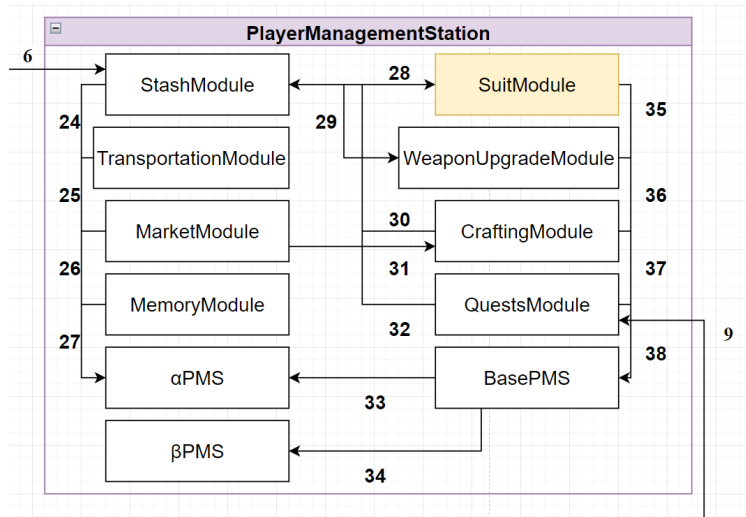 PlayerManagementStation
6
StashModule
28
SuitModule
24
29
35
TransportationModule
WeaponUpgradeModule
25
36
MarketModule
30
CraftingModule
26
31
37
MemoryModule
QuestsModule
27
32
9
38
αPMS
BasePMS
33
βPMS
34